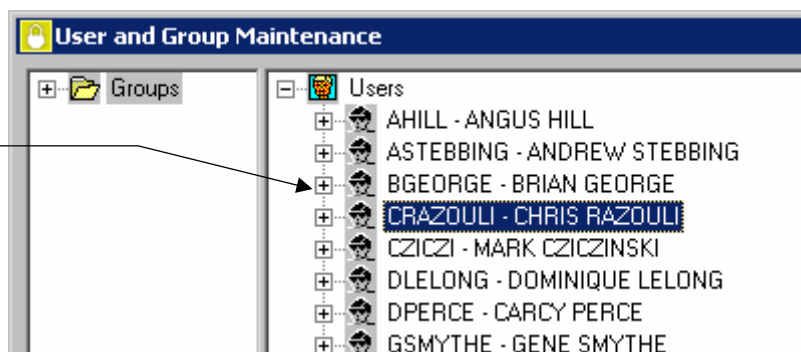 User and Group Maintenance
Groups
Users
AHILL - ANGUS HILL
ASTEBBING - ANDREW STEBBING
BGEORGE - BRIAN GEORGE
CRAZOULI - CHRIS RAZOULI
CZICZI - MARK CZICZINSKI
DLELONG - DOMINIQUE LELONG
DPERCE - CARCY PERCE
GSMYTHE - GENE SMYTHE